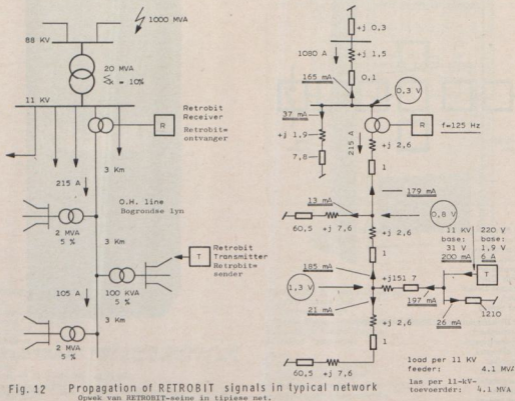 1000 MVA
88 KV
20 MVA
X = 10%
11 KV
Retrobit
Receiver
R
Retrobit=
ontvanger
3 Km
215 A
O.H. line
Bogrondse lyn
2 MVA
5 %
3 Km
Retrobit
Transmitter
T
Retrobit=
sender
100 KVA
5 %
105 A
3 Km
2 MVA
5 %
+j 0,3
1080 A
+j 1,5
165 mA
0,1
0,3 V
37 mA
R
f=125 Hz
+j 1,9
215 A
+j 2,6
7,8
1
179 mA
13 mA
0,8 V
60,5 +j 7,6
+j 2,6
11 KV 220 V
base: base:
31 V 1,9 V
200 mA 6 A
1
185 mA
T
1,3 V
+j151 7
197 mA
21 mA
26 mA
1210
+j 2,6
1
60,5 +j 7,6
load per 11 KV
feeder: 4.1 MVA
las per 11-kV-
toevoerder: 4.1 MVA
Fig. 12 Propagation of RETROBIT signals in typical network
Opwek van RETROBIT-seine in tipiese net.